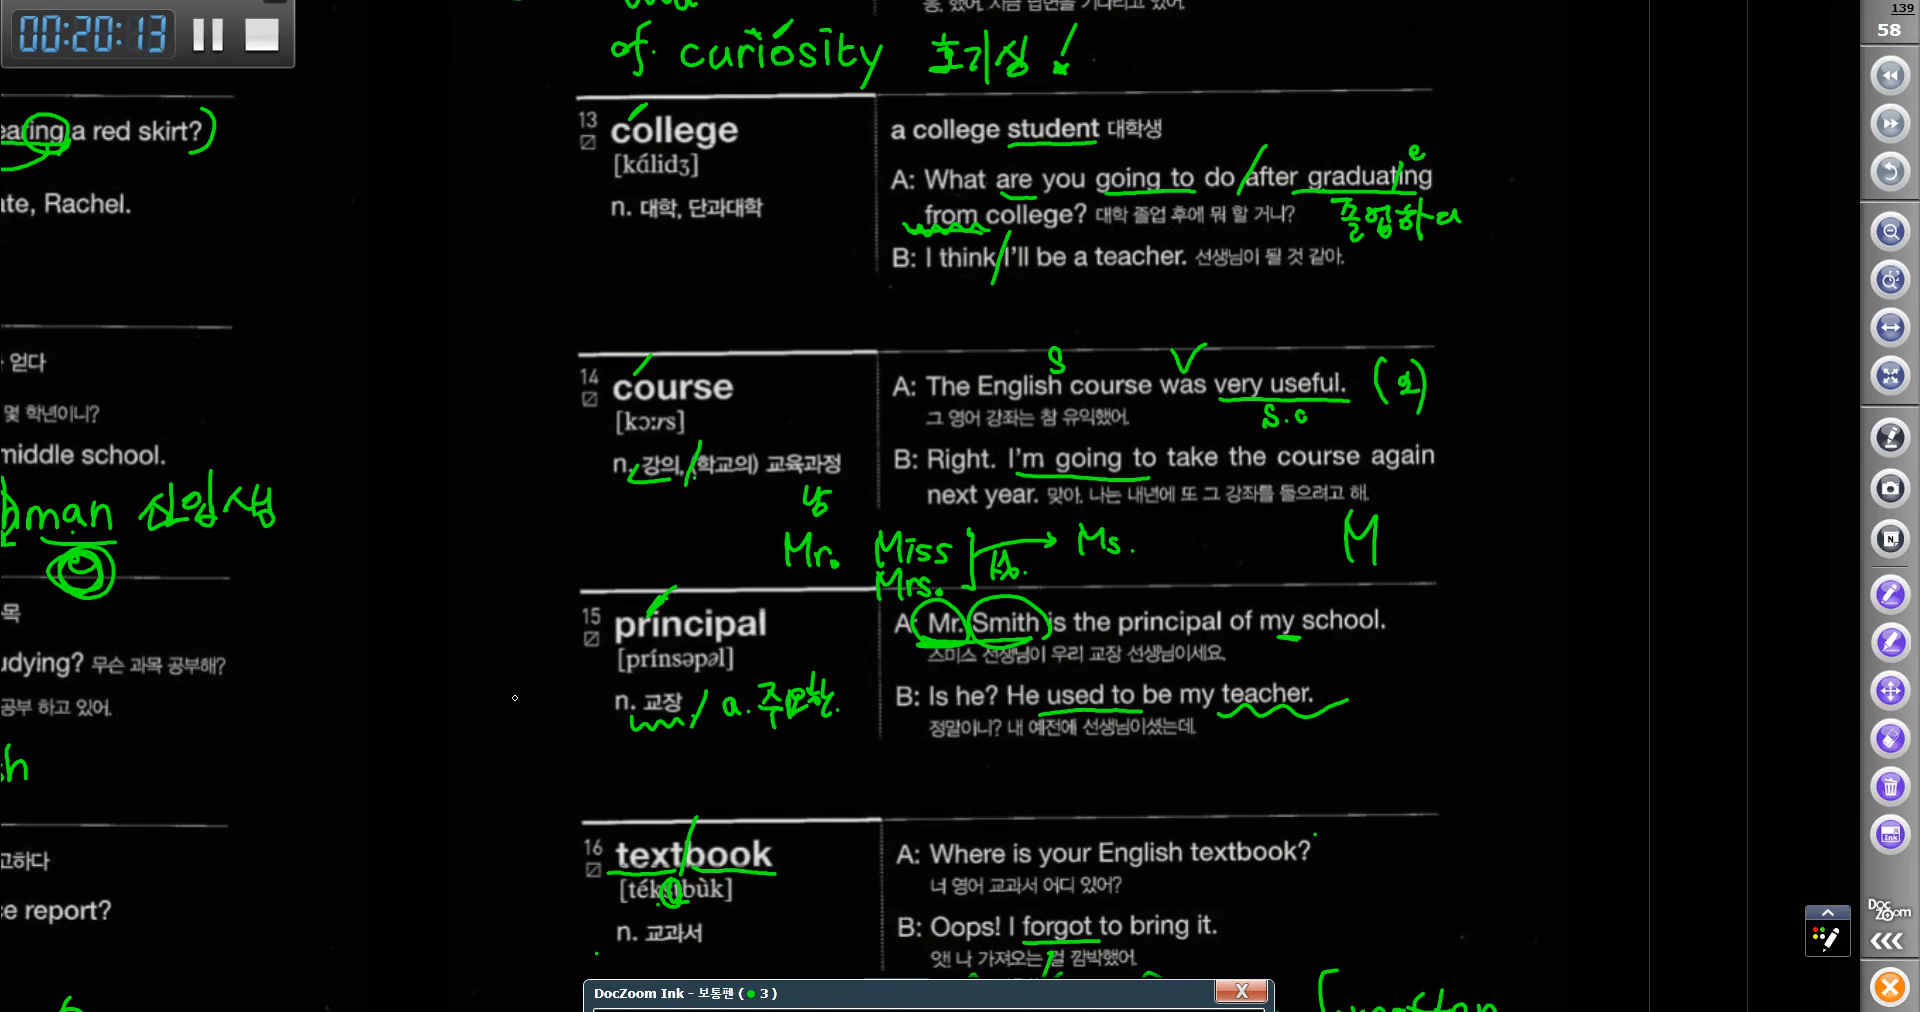 00:20:13
139
58
of curiosity 호기심!
earing a red skirt?
ate, Rachel.
얻다
몇 학년이니?
middle school.
man 신입생
목
udying? 무슨 과목 공부해?
공부 하고 있어.
고하다
ce report?
13 college
[kálidʒ]
n. 대학, 단과대학
a college student 대학생
A: What are you going to do after graduating e
from college? 대학 졸업 후에 뭐 할 거니? 졸업하다
B: I think I'll be a teacher. 선생님이 될 것 같아.
14 course
[kɔːrs]
n. 강의, (학교의) 교육과정
S V
A: The English course was very useful. (2)
그 영어 강좌는 참 유익했어.
S.C
B: Right. I'm going to take the course again
next year. 맞아, 나는 내년에 또 그 강좌를 들으려고 해.
Mr. Miss Ms. M
Mrs.
15 principal
[prínsəpəl]
n. 교장 / a. 주요한.
A: Mr. Smith is the principal of my school.
스미스 선생님이 우리 교장 선생님이세요.
B: Is he? He used to be my teacher.
정말이니? 내 예전에 선생님이셨는데.
16 textbook
[tékstbùk]
n. 교과서
A: Where is your English textbook?
너 영어 교과서 어디 있어?
B: Oops! I forgot to bring it.
앗! 나 가져오는 걸 깜박했어.
DocZoom Ink - 보통펜 ( 3 )
X
Doc
Zoom